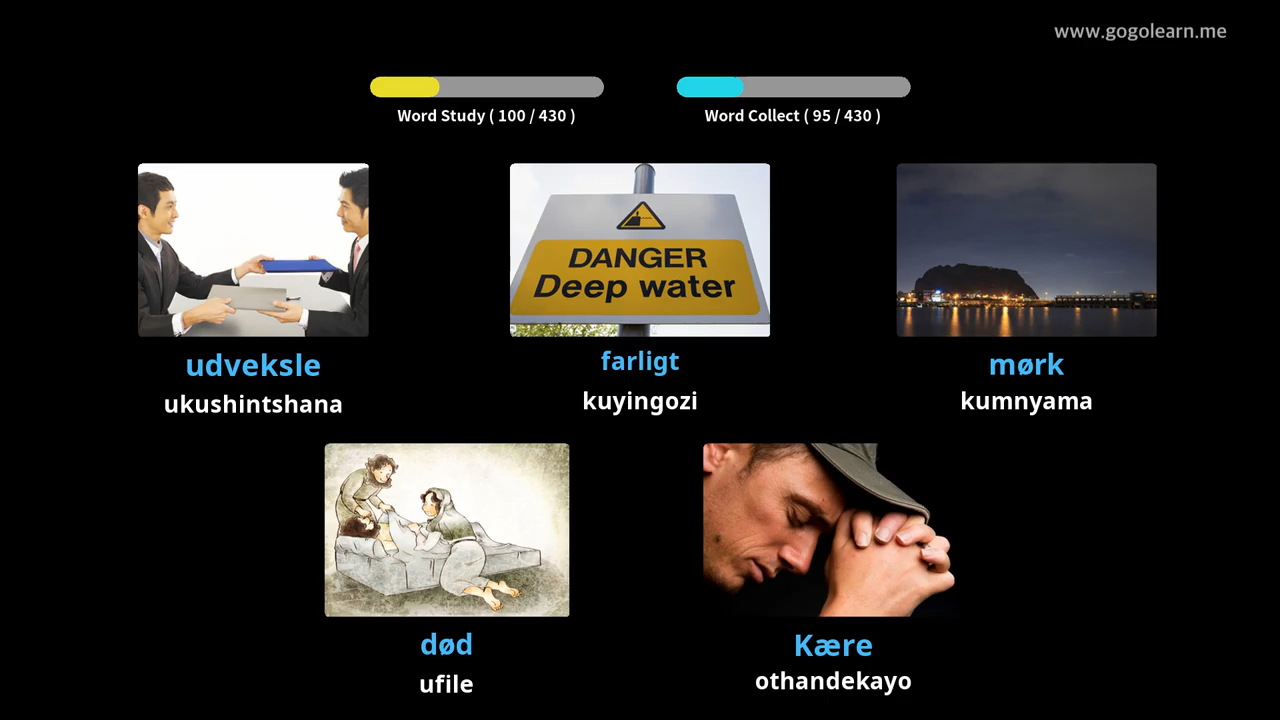 www.gogolearn.me
Word Study ( 100 / 430 )
Word Collect ( 95 / 430 )
DANGER
Deep water
udveksle
farligt
mørk
ukushintshana
kuyingozi
kumnyama
død
Kære
ufile
othandekayo